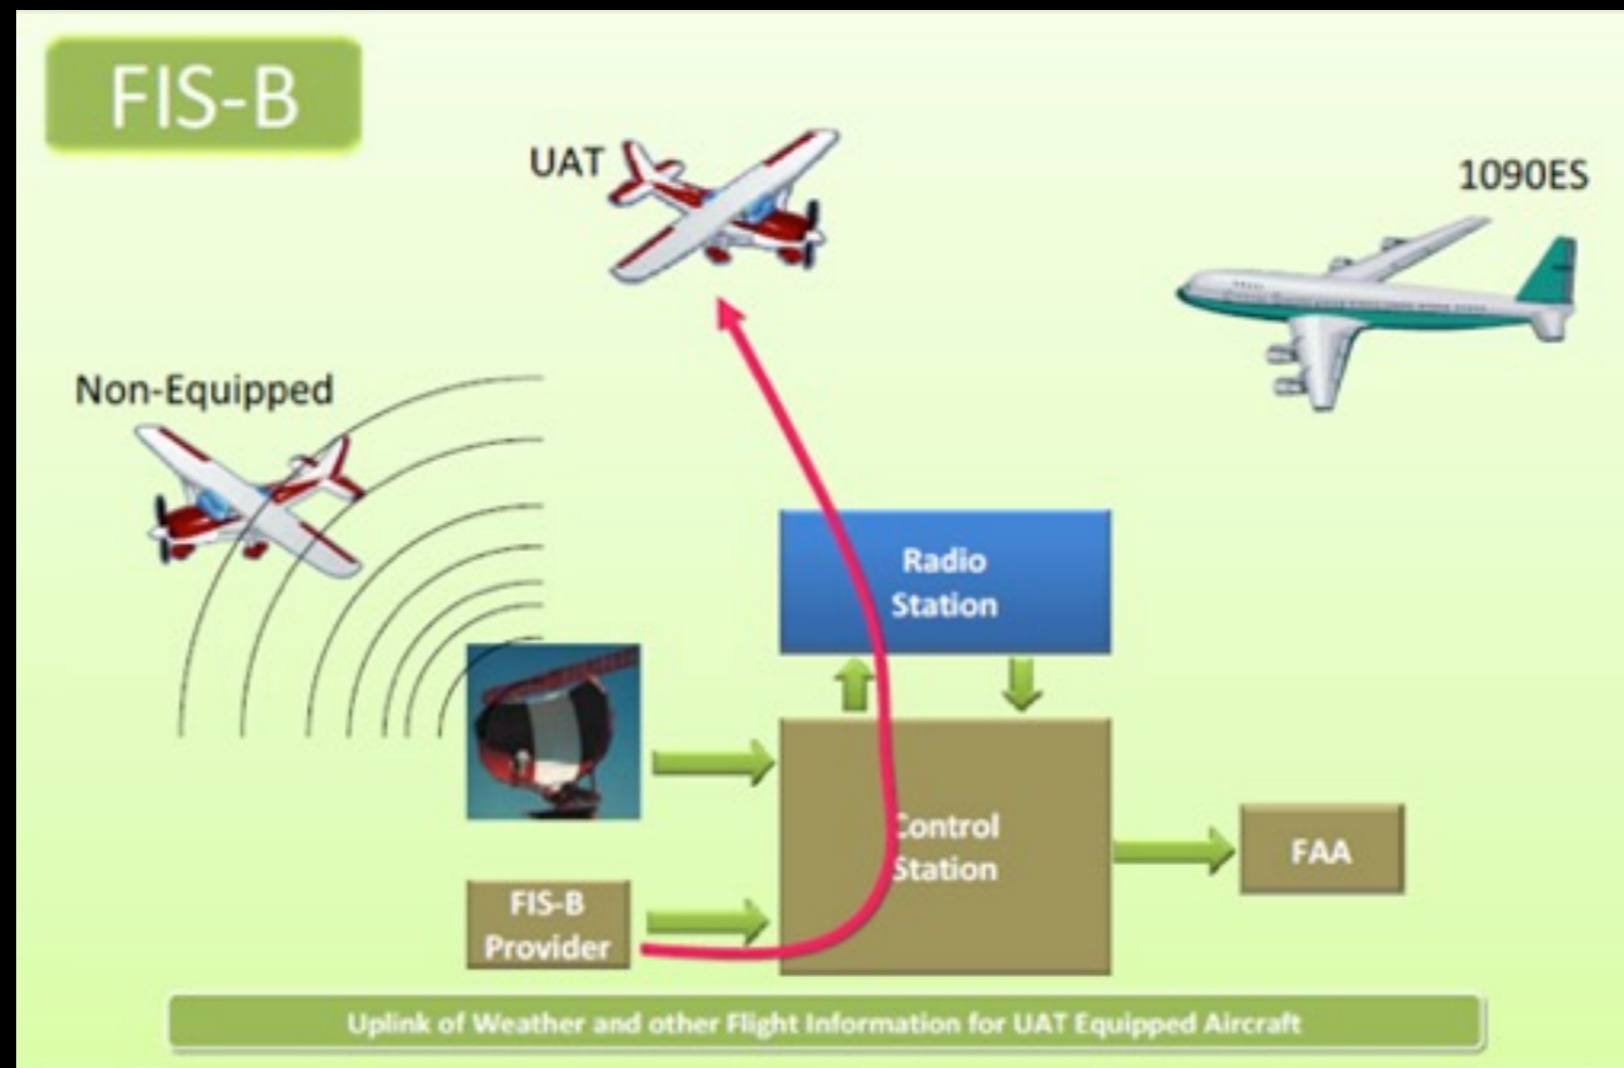 FIS-B
UAT
1090ES
Non-Equipped
Radio
Station
Control
Station
FAA
FIS-B
Provider
Uplink of Weather and other Flight Information for UAT Equipped Aircraft